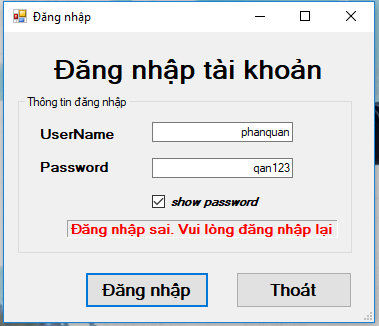 Đăng nhập
Đăng nhập tài khoản
Thông tin đăng nhập
UserName phanquan
Password qan123
show password
Đăng nhập sai. Vui lòng đăng nhập lại
Đăng nhập Thoát